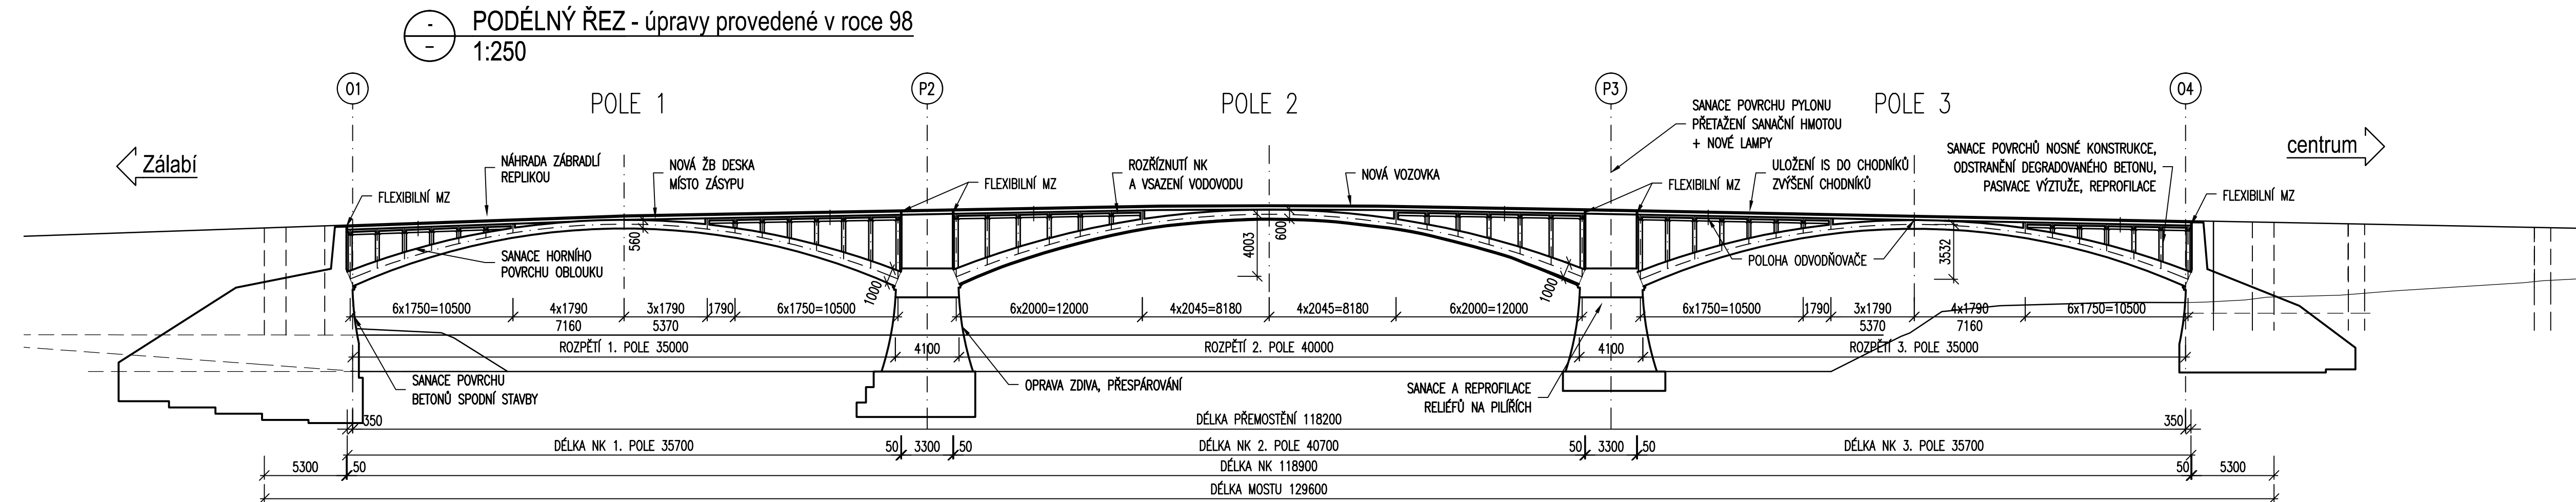 -
-
PODÉLNÝ ŘEZ - úpravy provedené v roce 98
1:250
O1
P2
P3
O4
POLE 1
POLE 2
POLE 3
Zálabí
centrum
FLEXIBILNÍ MZ
NÁHRADA ZÁBRADLÍ
REPLIKOU
NOVÁ ŽB DESKA
MÍSTO ZÁSYPU
FLEXIBILNÍ MZ
ROZŘÍZNUTÍ NK
A VSAZENÍ VODOVODU
NOVÁ VOZOVKA
SANACE POVRCHU PYLONU
PŘETAŽENÍ SANAČNÍ HMOTOU
+ NOVÉ LAMPY
FLEXIBILNÍ MZ
ULOŽENÍ IS DO CHODNÍKŮ
ZVÝŠENÍ CHODNÍKŮ
SANACE POVRCHŮ NOSNÉ KONSTRUKCE,
ODSTRANĚNÍ DEGRADOVANÉHO BETONU,
PASIVACE VÝZTUŽE, REPROFILACE
FLEXIBILNÍ MZ
SANACE HORNÍHO
POVRCHU OBLOUKU
560
1000
4003
600
1000
POLOHA ODVODŇOVAČE
3532
6x1750=10500
4x1790
3x1790
1790
6x1750=10500
6x2000=12000
4x2045=8180
4x2045=8180
6x2000=12000
6x1750=10500
1790
3x1790
4x1790
6x1750=10500
7160
5370
5370
7160
ROZPĚTÍ 1. POLE 35000
4100
ROZPĚTÍ 2. POLE 40000
4100
ROZPĚTÍ 3. POLE 35000
SANACE POVRCHU
BETONŮ SPODNÍ STAVBY
OPRAVA ZDIVA, PŘESPÁROVÁNÍ
SANACE A REPROFILACE
RELIÉFŮ NA PILÍŘÍCH
350
DÉLKA PŘEMOSTĚNÍ 118200
350
DÉLKA NK 1. POLE 35700
50
3300
50
DÉLKA NK 2. POLE 40700
50
3300
50
DÉLKA NK 3. POLE 35700
5300
50
DÉLKA NK 118900
50
5300
DÉLKA MOSTU 129600